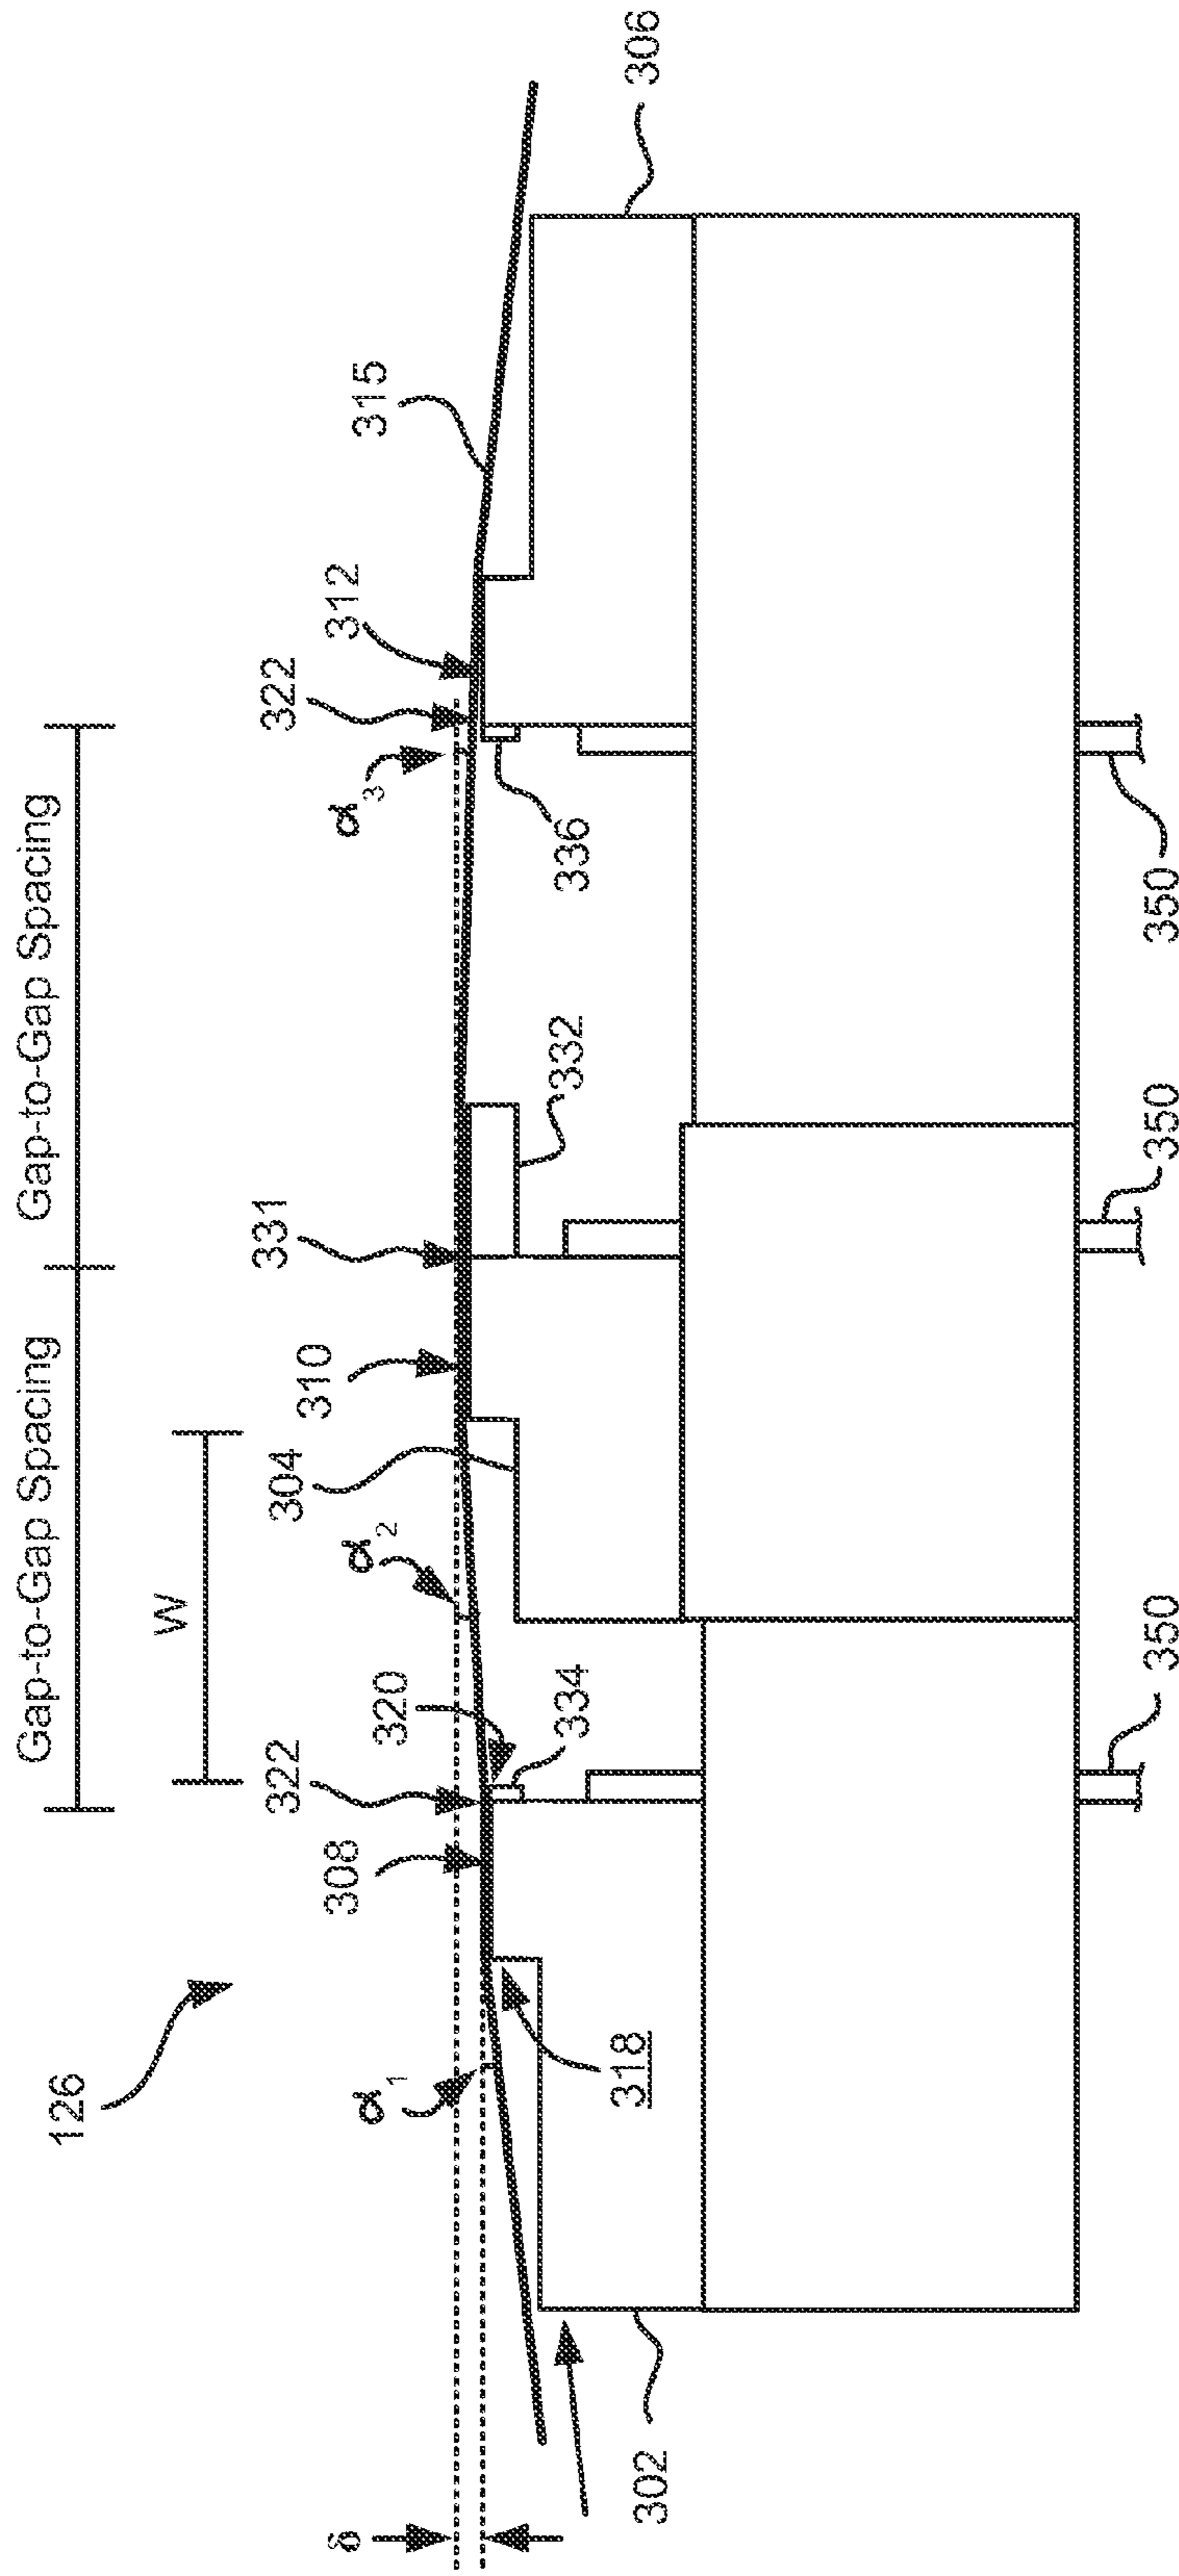 Gap-to-Gap Spacing
Gap-to-Gap Spacing
W
126
δ
α₁
308
322
320
334
α₂
304
310
331
332
α₃
322
312
336
315
306
318
302
350
350
350